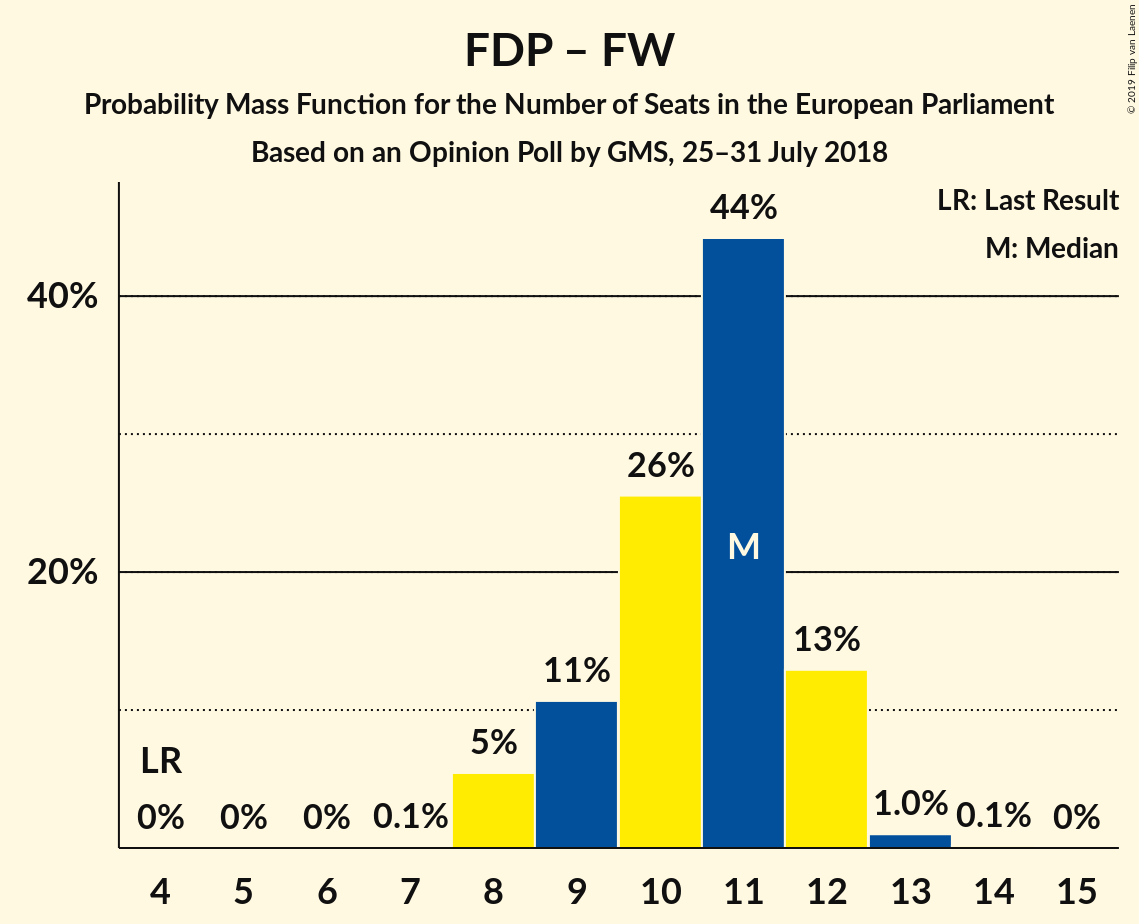 FDP – FW
Probability Mass Function for the Number of Seats in the European Parliament
Based on an Opinion Poll by GMS, 25–31 July 2018
© 2019 Filip van Laenen
LR: Last Result
M: Median
44%
40%
26%
M
20%
13%
11%
5%
LR
0% 0% 0% 0.1% 1.0% 0.1% 0%
4 5 6 7 8 9 10 11 12 13 14 15